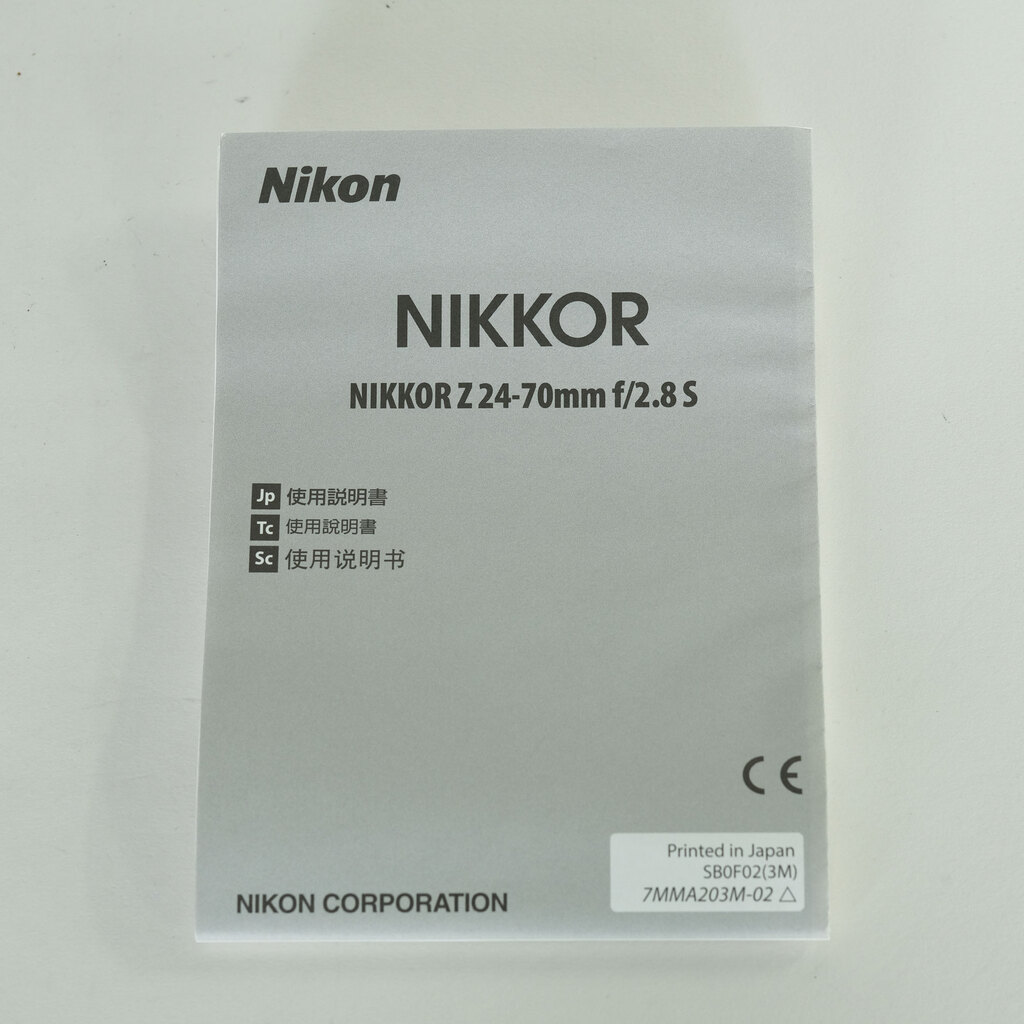 Nikon
NIKKOR
NIKKOR Z 24-70mm f/2.8 S
Jp 使用説明書
Tc 使用說明書
Sc 使用说明书
CE
Printed in Japan
SB0F02(3M)
7MMA203M-02 △
NIKON CORPORATION